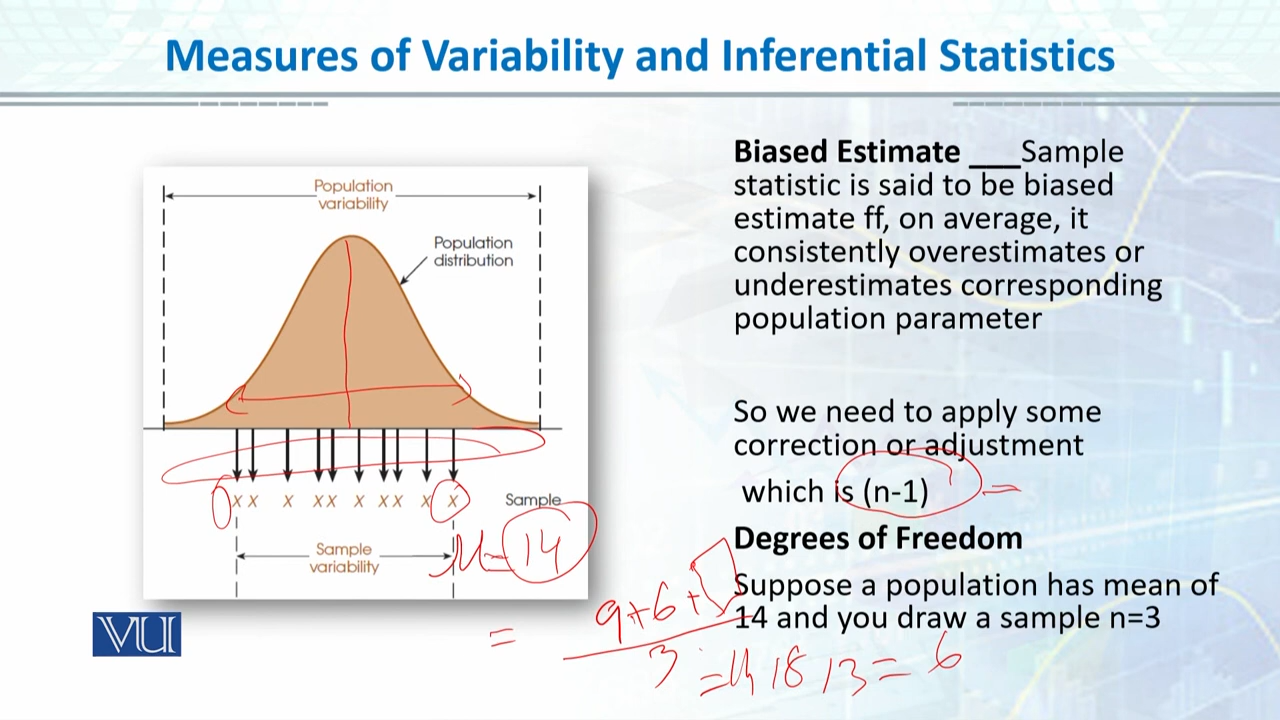 Measures of Variability and Inferential Statistics
Population
variability
Population
distribution
X X X X X X X X X X
Sample
Sample
variability
Biased Estimate ___Sample
statistic is said to be biased
estimate ff, on average, it
consistently overestimates or
underestimates corresponding
population parameter
So we need to apply some
correction or adjustment
which is (n-1)
Degrees of Freedom
Suppose a population has mean of
14 and you draw a sample n=3
= 14
= 9+6+
3
18 / 3 = 6
VU